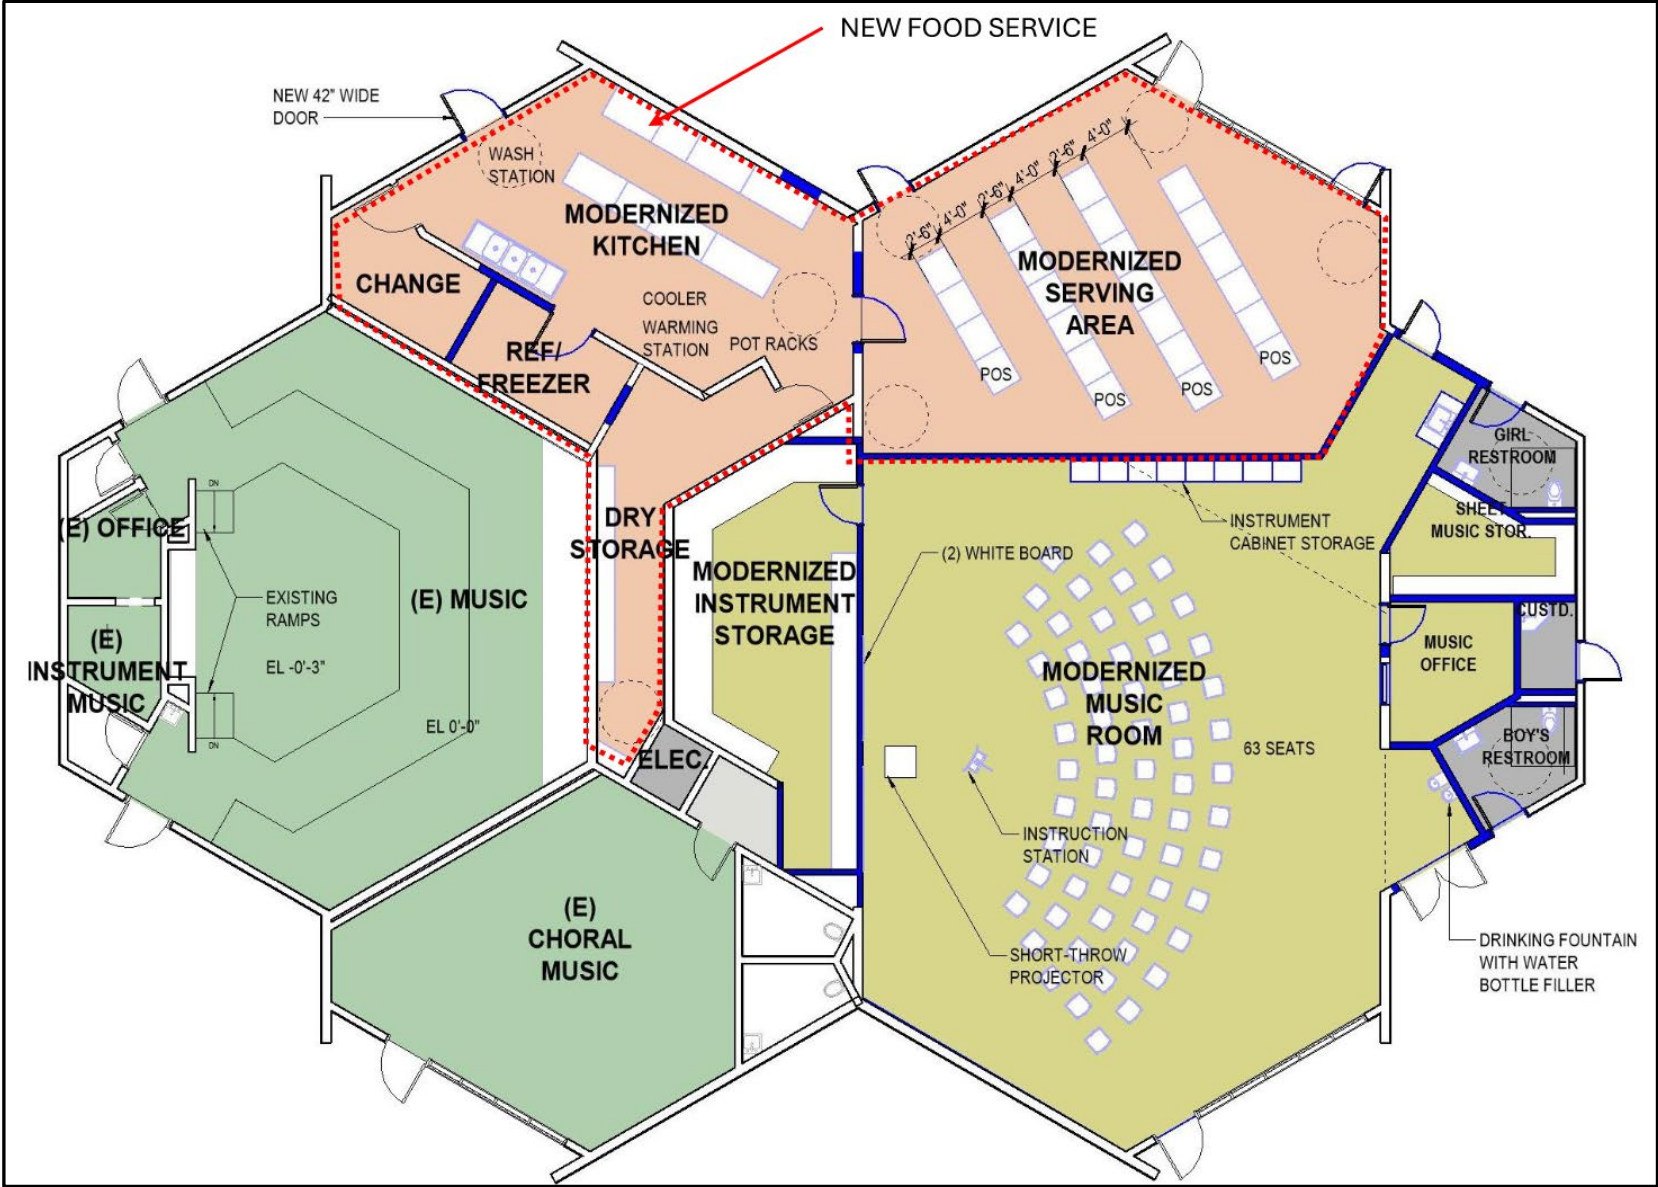 NEW FOOD SERVICE
NEW 42" WIDE
DOOR
WASH
STATION
MODERNIZED
KITCHEN
CHANGE
COOLER
WARMING
STATION
POT RACKS
REF/
FREEZER
2'-6"
4'-0"
2'-6"
4'-0"
2'-6"
4'-0"
MODERNIZED
SERVING
AREA
POS
POS
POS
POS
GIRL
RESTROOM
SHEET
MUSIC STOR.
INSTRUMENT
CABINET STORAGE
DN
(E) OFFICE
DRY
STORAGE
(2) WHITE BOARD
MODERNIZED
INSTRUMENT
STORAGE
EXISTING
RAMPS
(E) MUSIC
EL -0'-3"
(E)
INSTRUMENT
MUSIC
EL 0'-0"
DN
CUSTD.
MUSIC
OFFICE
MODERNIZED
MUSIC
ROOM
63 SEATS
BOY'S
RESTROOM
ELEC.
INSTRUCTION
STATION
(E)
CHORAL
MUSIC
SHORT-THROW
PROJECTOR
DRINKING FOUNTAIN
WITH WATER
BOTTLE FILLER